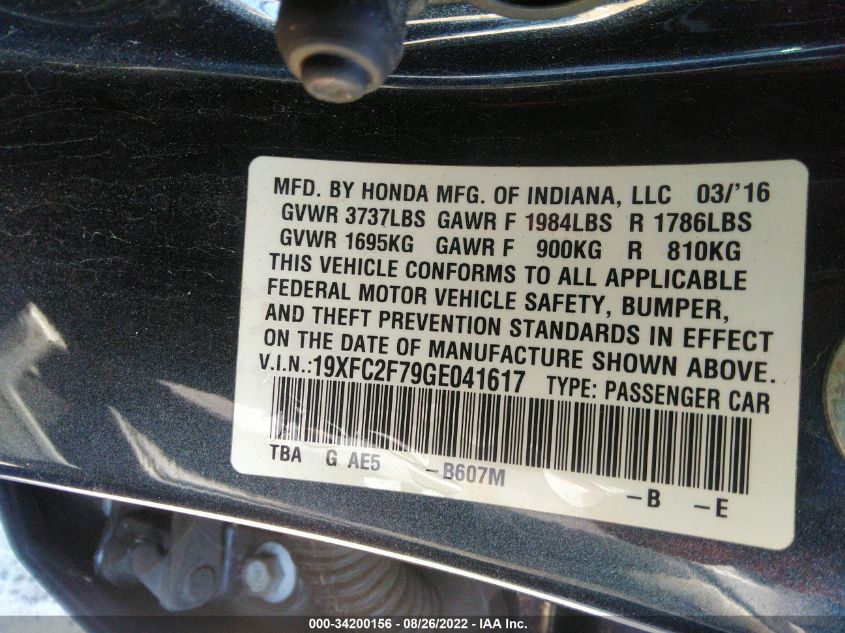 MFD. BY HONDA MFG. OF INDIANA, LLC 03/'16
GVWR 3737LBS GAWR F 1984LBS R 1786LBS
GVWR 1695KG GAWR F 900KG R 810KG
THIS VEHICLE CONFORMS TO ALL APPLICABLE
FEDERAL MOTOR VEHICLE SAFETY, BUMPER,
AND THEFT PREVENTION STANDARDS IN EFFECT
ON THE DATE OF MANUFACTURE SHOWN ABOVE.
V.I.N.:19XFC2F79GE041617 TYPE: PASSENGER CAR
TBA G AE5 -B607M -B -E
000-34200156 - 08/26/2022 - IAA Inc.